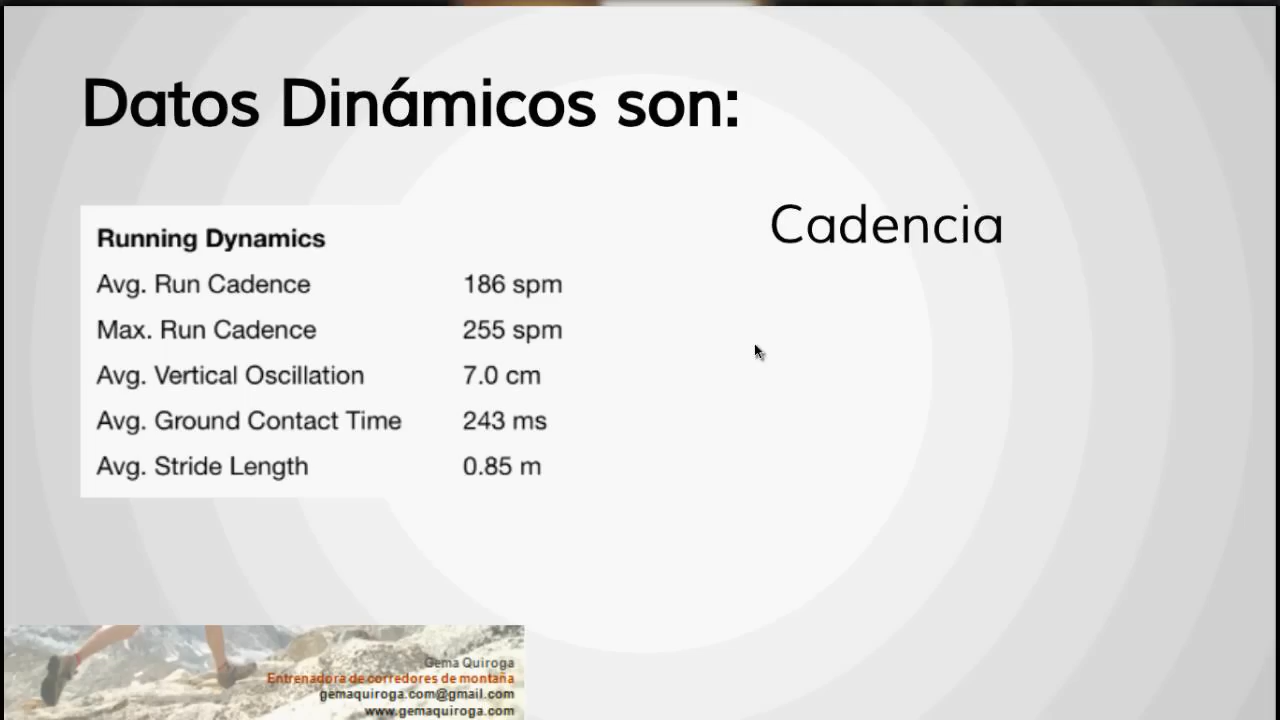 Datos Dinámicos son:
Running Dynamics
Avg. Run Cadence 186 spm
Max. Run Cadence 255 spm
Avg. Vertical Oscillation 7.0 cm
Avg. Ground Contact Time 243 ms
Avg. Stride Length 0.85 m
Cadencia
Gema Quiroga
Entrenadora de corredores de montaña
gemaquiroga.com@gmail.com
www.gemaquiroga.com